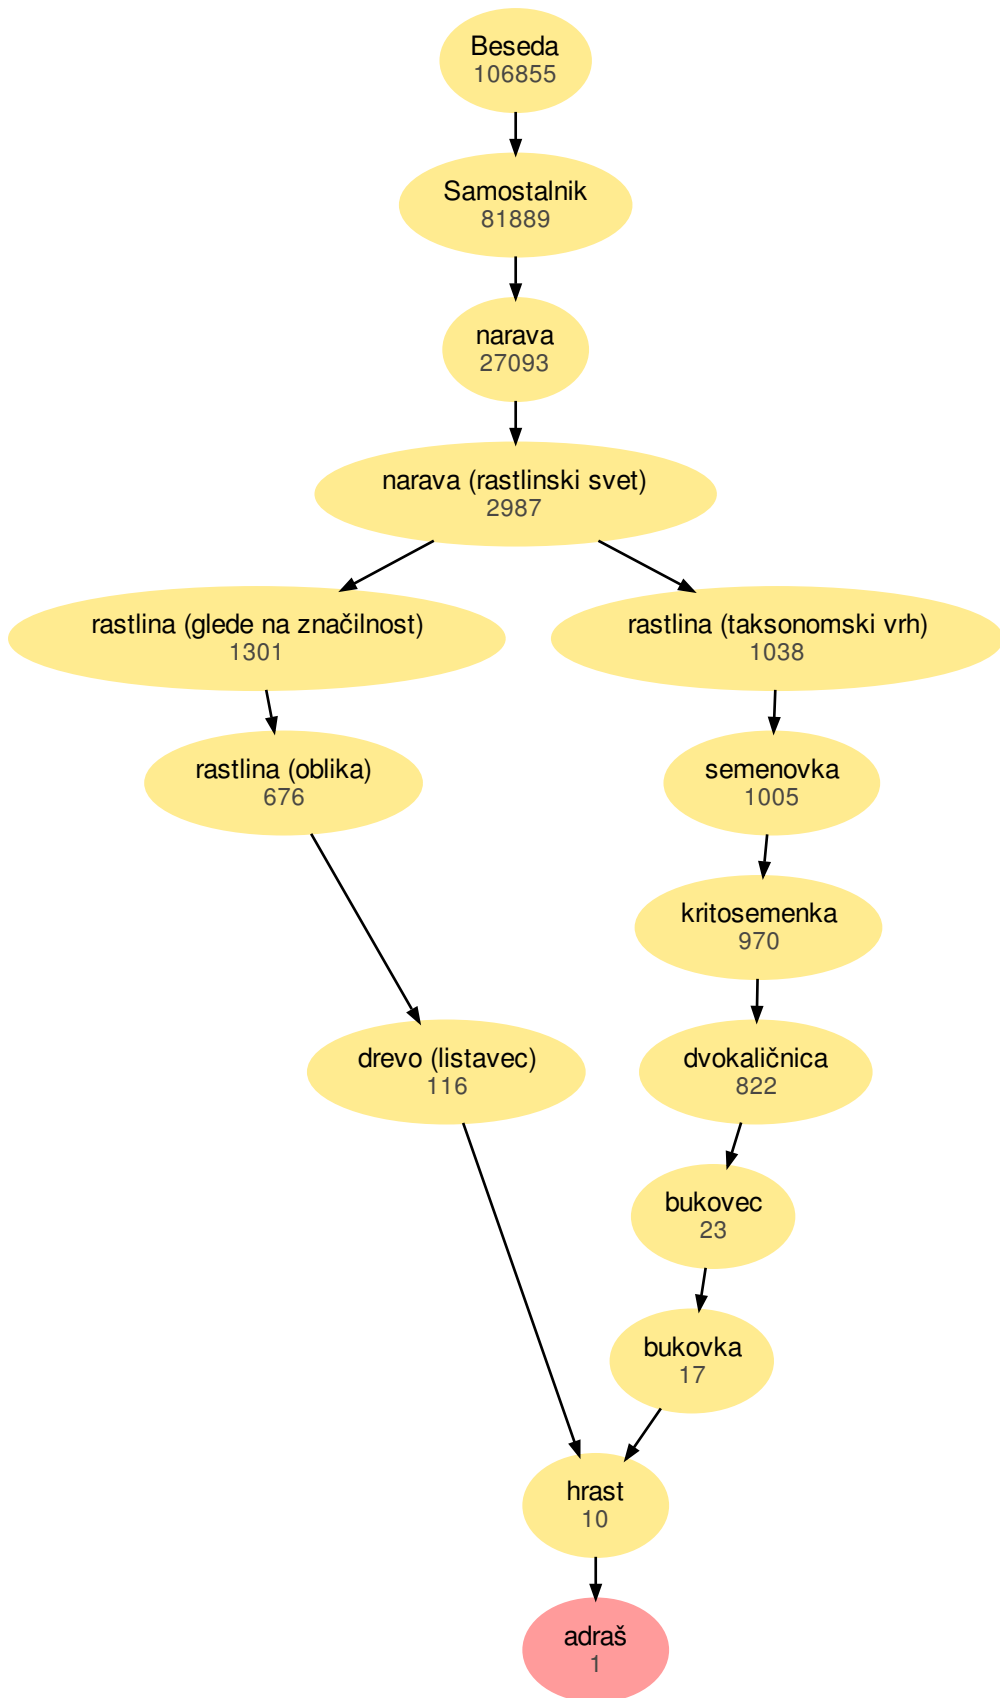 Beseda
106855
Samostalnik
81889
narava
27093
narava (rastlinski svet)
2987
rastlina (glede na značilnost)
1301
rastlina (taksonomski vrh)
1038
rastlina (oblika)
676
semenovka
1005
kritosemenka
970
drevo (listavec)
116
dvokaličnica
822
bukovec
23
bukovka
17
hrast
10
adraš
1